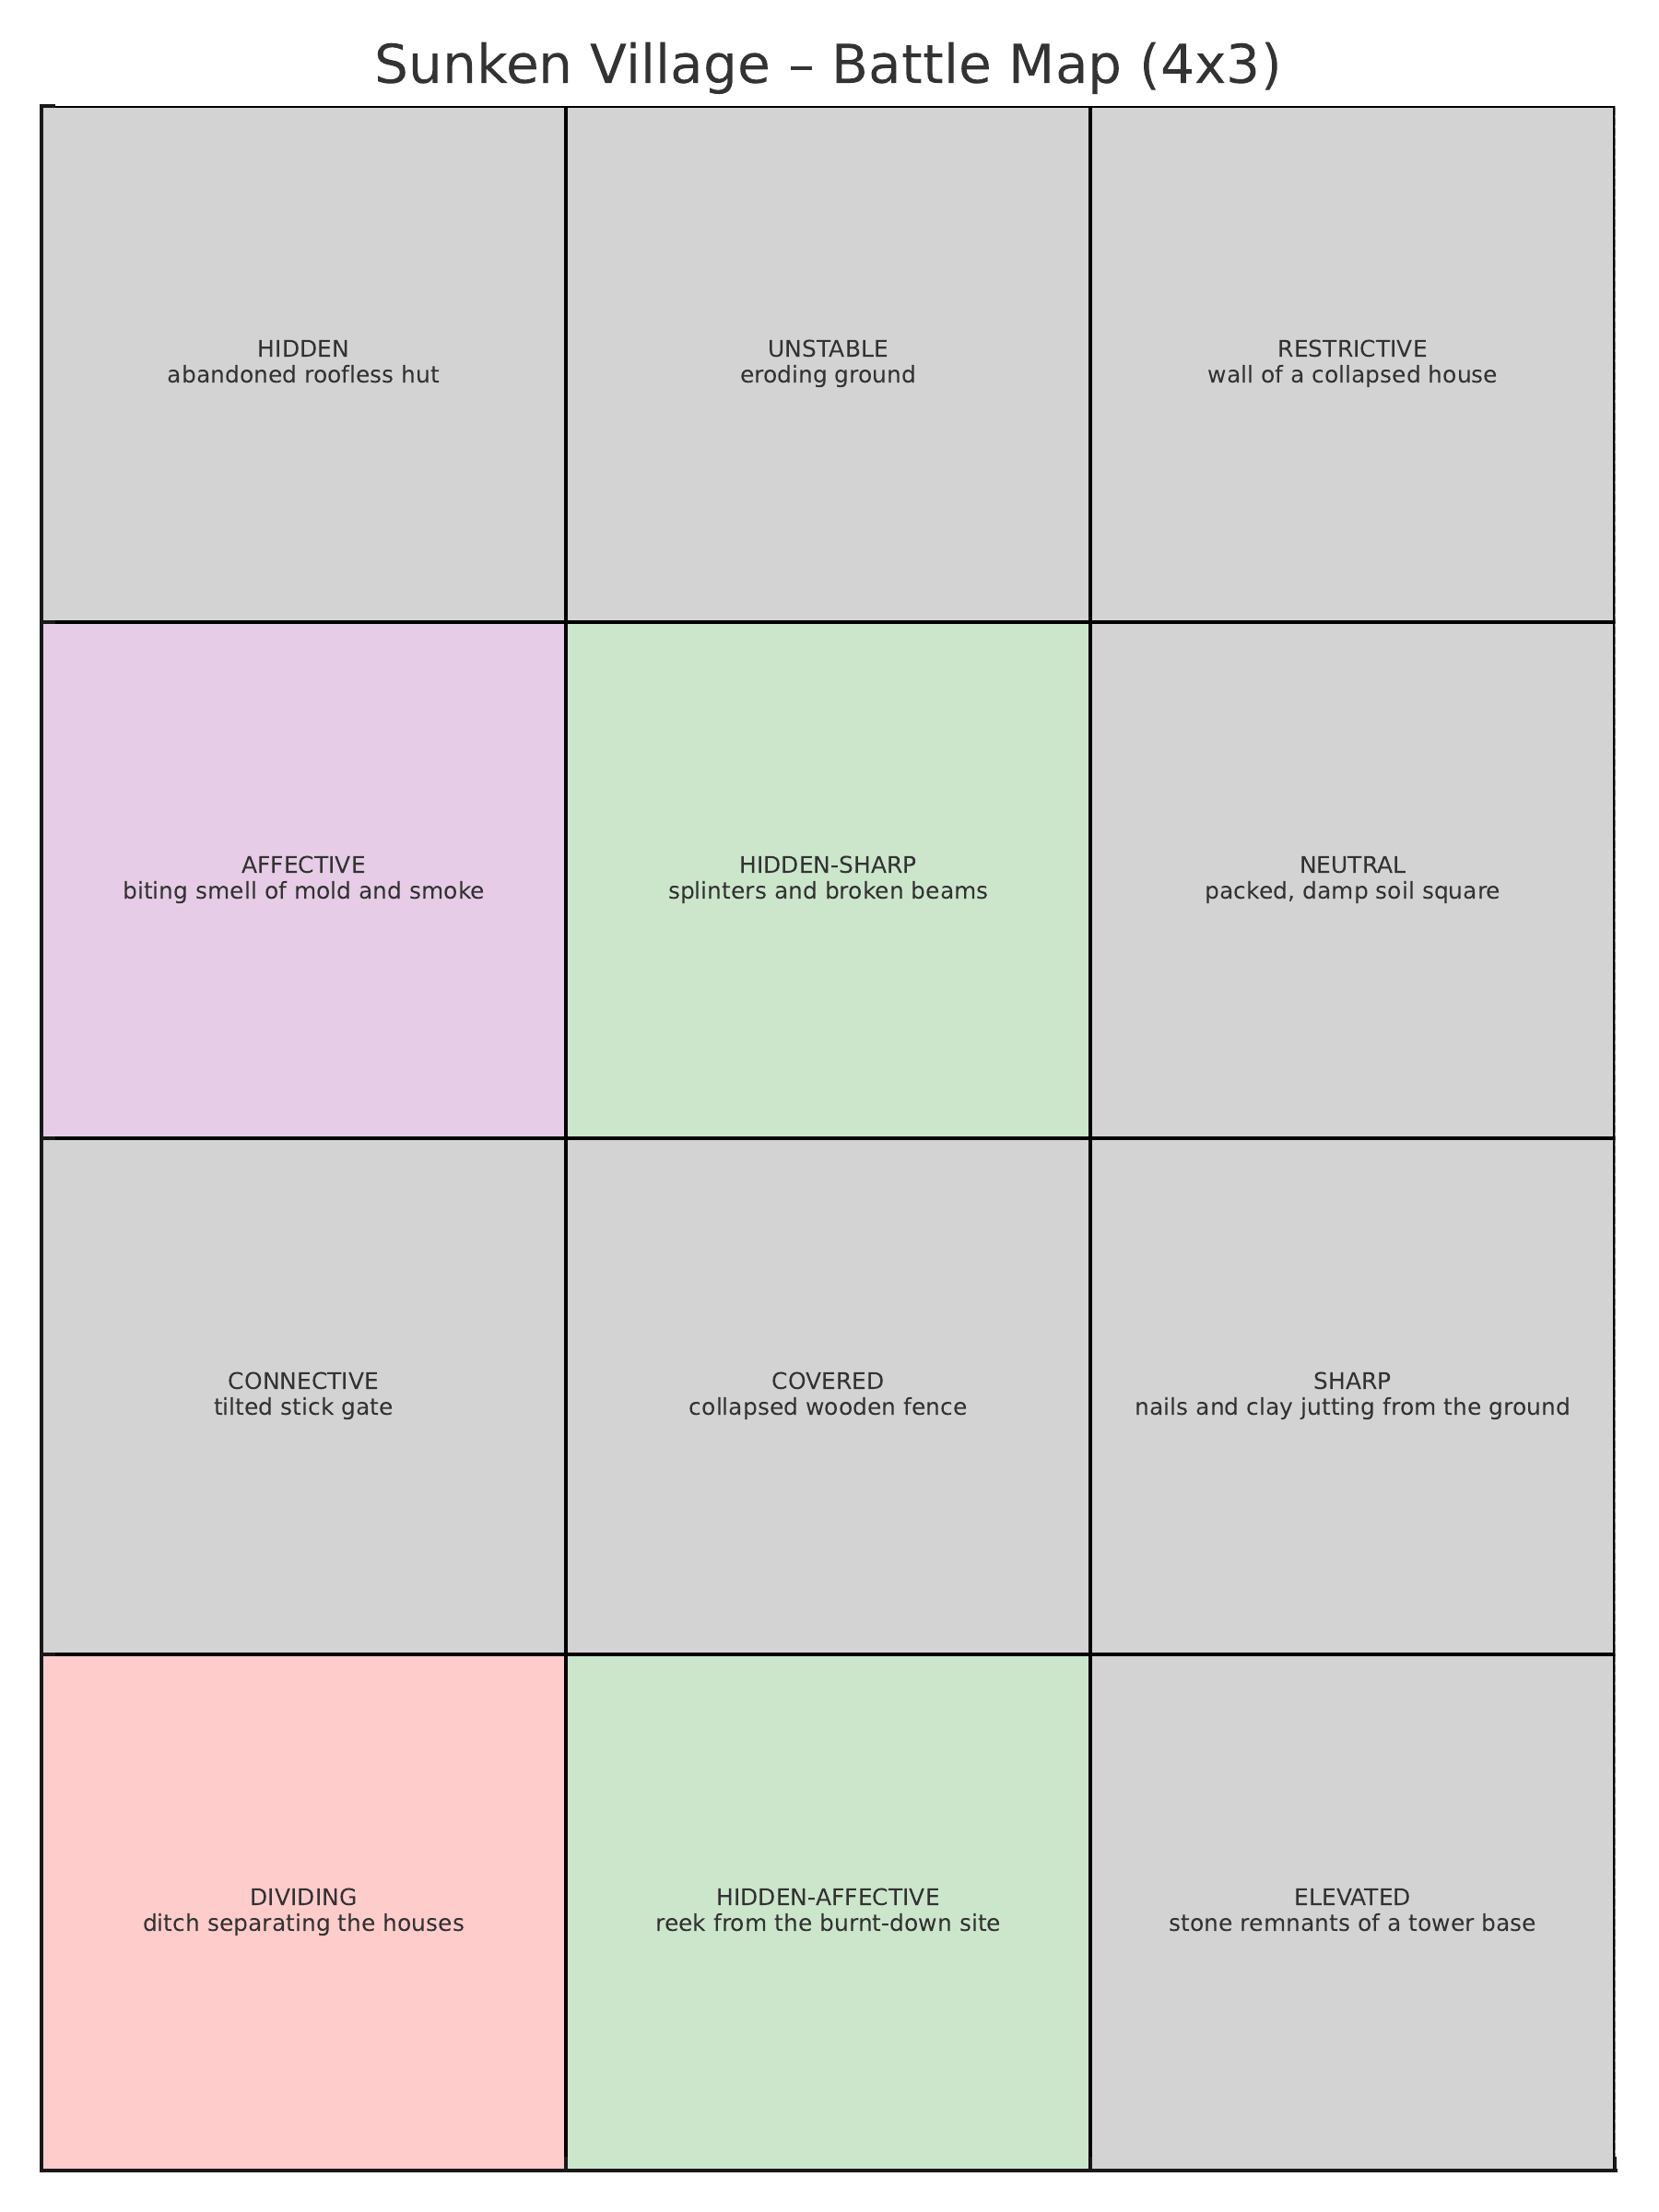 Sunken Village – Battle Map (4x3)
HIDDEN
abandoned roofless hut
UNSTABLE
eroding ground
RESTRICTIVE
wall of a collapsed house
AFFECTIVE
biting smell of mold and smoke
HIDDEN-SHARP
splinters and broken beams
NEUTRAL
packed, damp soil square
CONNECTIVE
tilted stick gate
COVERED
collapsed wooden fence
SHARP
nails and clay jutting from the ground
DIVIDING
ditch separating the houses
HIDDEN-AFFECTIVE
reek from the burnt-down site
ELEVATED
stone remnants of a tower base